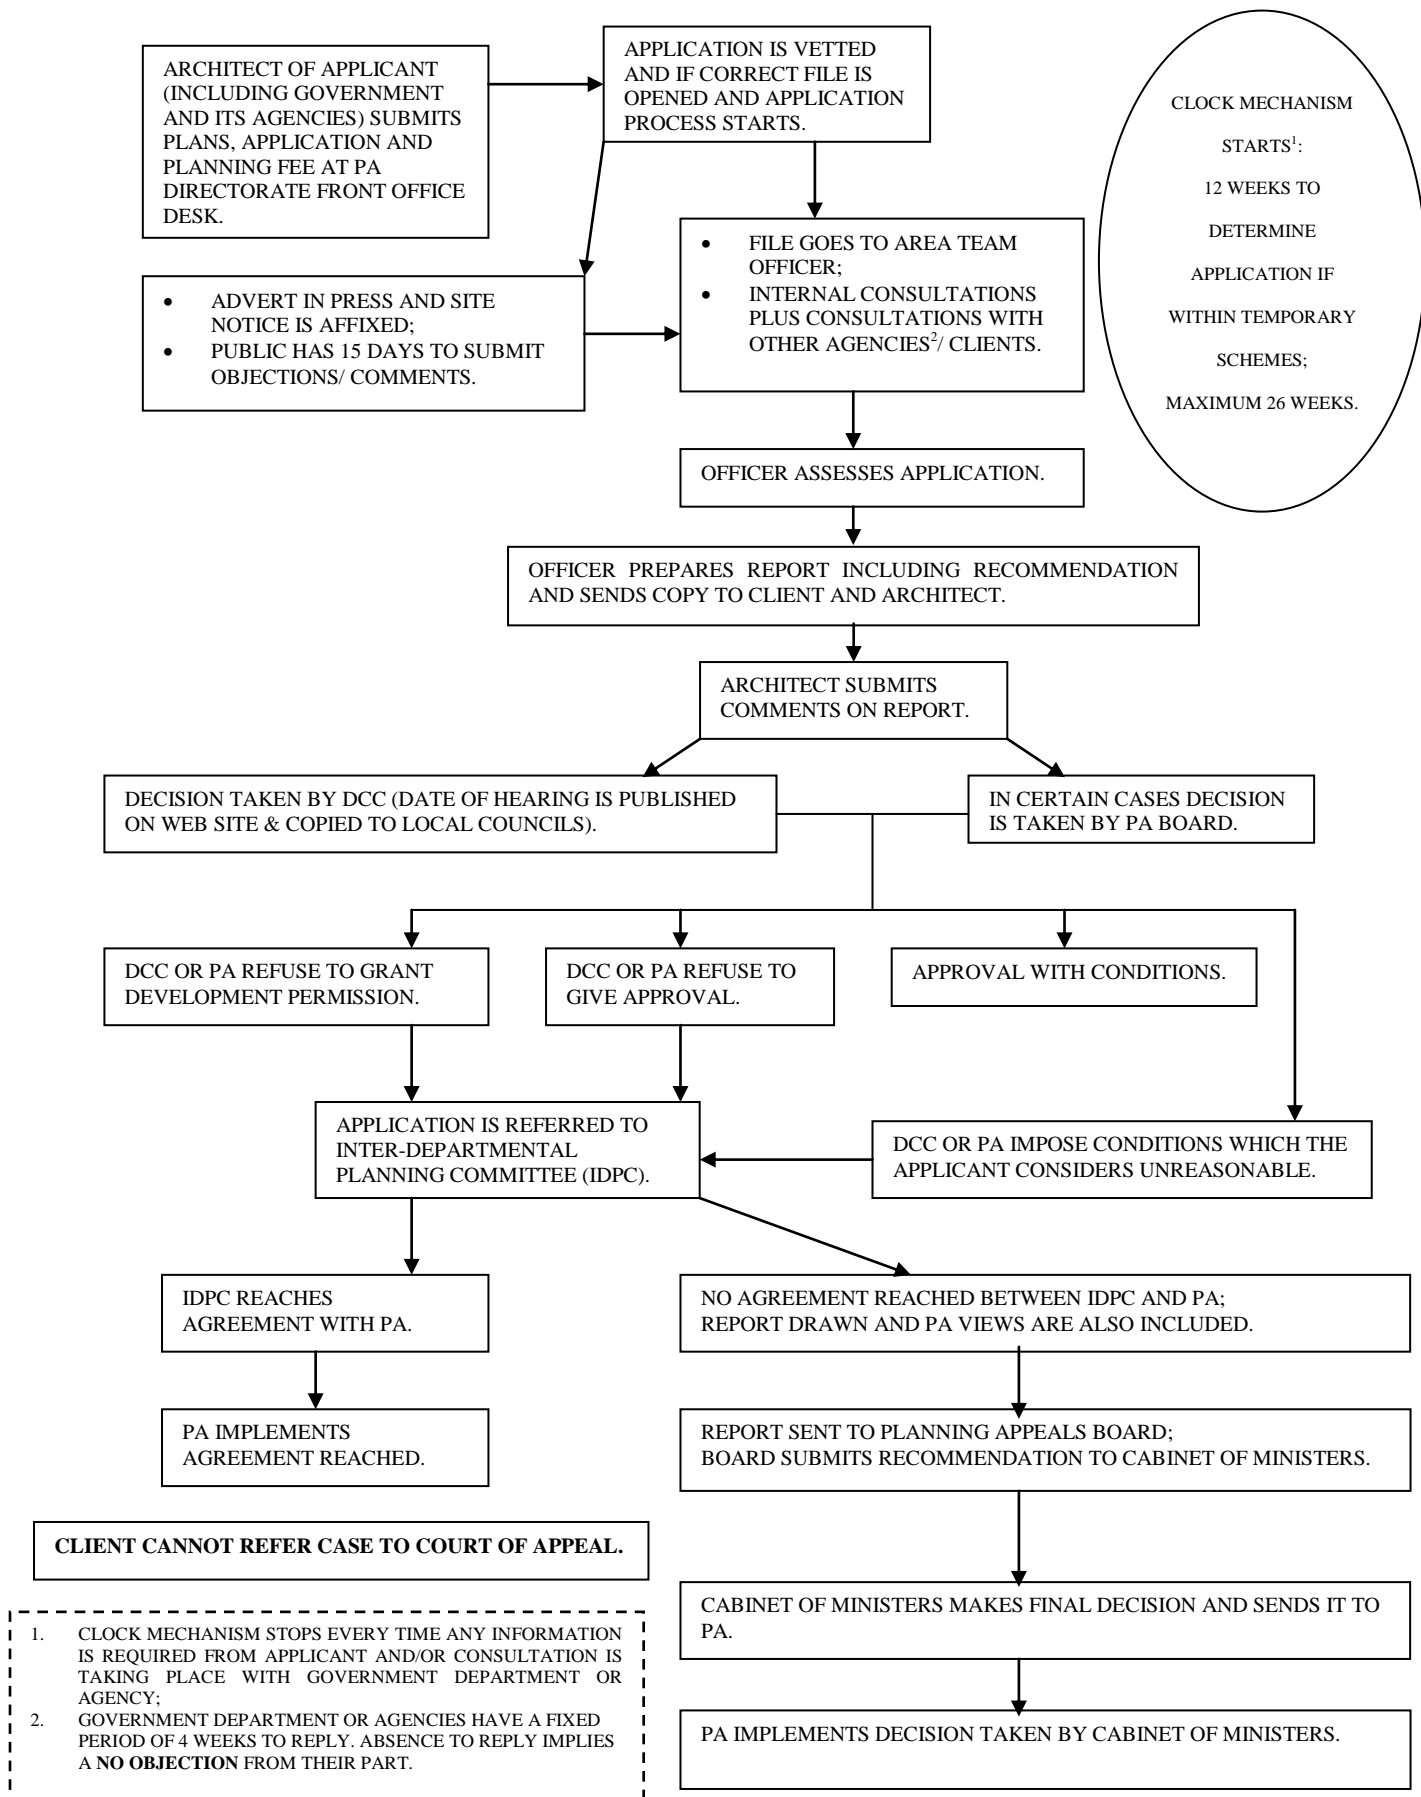 ARCHITECT OF APPLICANT
(INCLUDING GOVERNMENT
AND ITS AGENCIES) SUBMITS
PLANS, APPLICATION AND
PLANNING FEE AT PA
DIRECTORATE FRONT OFFICE
DESK.
APPLICATION IS VETTED
AND IF CORRECT FILE IS
OPENED AND APPLICATION
PROCESS STARTS.
CLOCK MECHANISM
STARTS¹:
12 WEEKS TO
DETERMINE
APPLICATION IF
WITHIN TEMPORARY
SCHEMES;
MAXIMUM 26 WEEKS.
• ADVERT IN PRESS AND SITE
NOTICE IS AFFIXED;
• PUBLIC HAS 15 DAYS TO SUBMIT
OBJECTIONS/ COMMENTS.
• FILE GOES TO AREA TEAM
OFFICER;
• INTERNAL CONSULTATIONS
PLUS CONSULTATIONS WITH
OTHER AGENCIES²/ CLIENTS.
OFFICER ASSESSES APPLICATION.
OFFICER PREPARES REPORT INCLUDING RECOMMENDATION
AND SENDS COPY TO CLIENT AND ARCHITECT.
ARCHITECT SUBMITS
COMMENTS ON REPORT.
DECISION TAKEN BY DCC (DATE OF HEARING IS PUBLISHED
ON WEB SITE & COPIED TO LOCAL COUNCILS).
IN CERTAIN CASES DECISION
IS TAKEN BY PA BOARD.
DCC OR PA REFUSE TO GRANT
DEVELOPMENT PERMISSION.
DCC OR PA REFUSE TO
GIVE APPROVAL.
APPROVAL WITH CONDITIONS.
APPLICATION IS REFERRED TO
INTER-DEPARTMENTAL
PLANNING COMMITTEE (IDPC).
DCC OR PA IMPOSE CONDITIONS WHICH THE
APPLICANT CONSIDERS UNREASONABLE.
IDPC REACHES
AGREEMENT WITH PA.
NO AGREEMENT REACHED BETWEEN IDPC AND PA;
REPORT DRAWN AND PA VIEWS ARE ALSO INCLUDED.
PA IMPLEMENTS
AGREEMENT REACHED.
REPORT SENT TO PLANNING APPEALS BOARD;
BOARD SUBMITS RECOMMENDATION TO CABINET OF MINISTERS.
CLIENT CANNOT REFER CASE TO COURT OF APPEAL.
CABINET OF MINISTERS MAKES FINAL DECISION AND SENDS IT TO
PA.
1. CLOCK MECHANISM STOPS EVERY TIME ANY INFORMATION
IS REQUIRED FROM APPLICANT AND/OR CONSULTATION IS
TAKING PLACE WITH GOVERNMENT DEPARTMENT OR
AGENCY;
2. GOVERNMENT DEPARTMENT OR AGENCIES HAVE A FIXED
PERIOD OF 4 WEEKS TO REPLY. ABSENCE TO REPLY IMPLIES
A NO OBJECTION FROM THEIR PART.
PA IMPLEMENTS DECISION TAKEN BY CABINET OF MINISTERS.